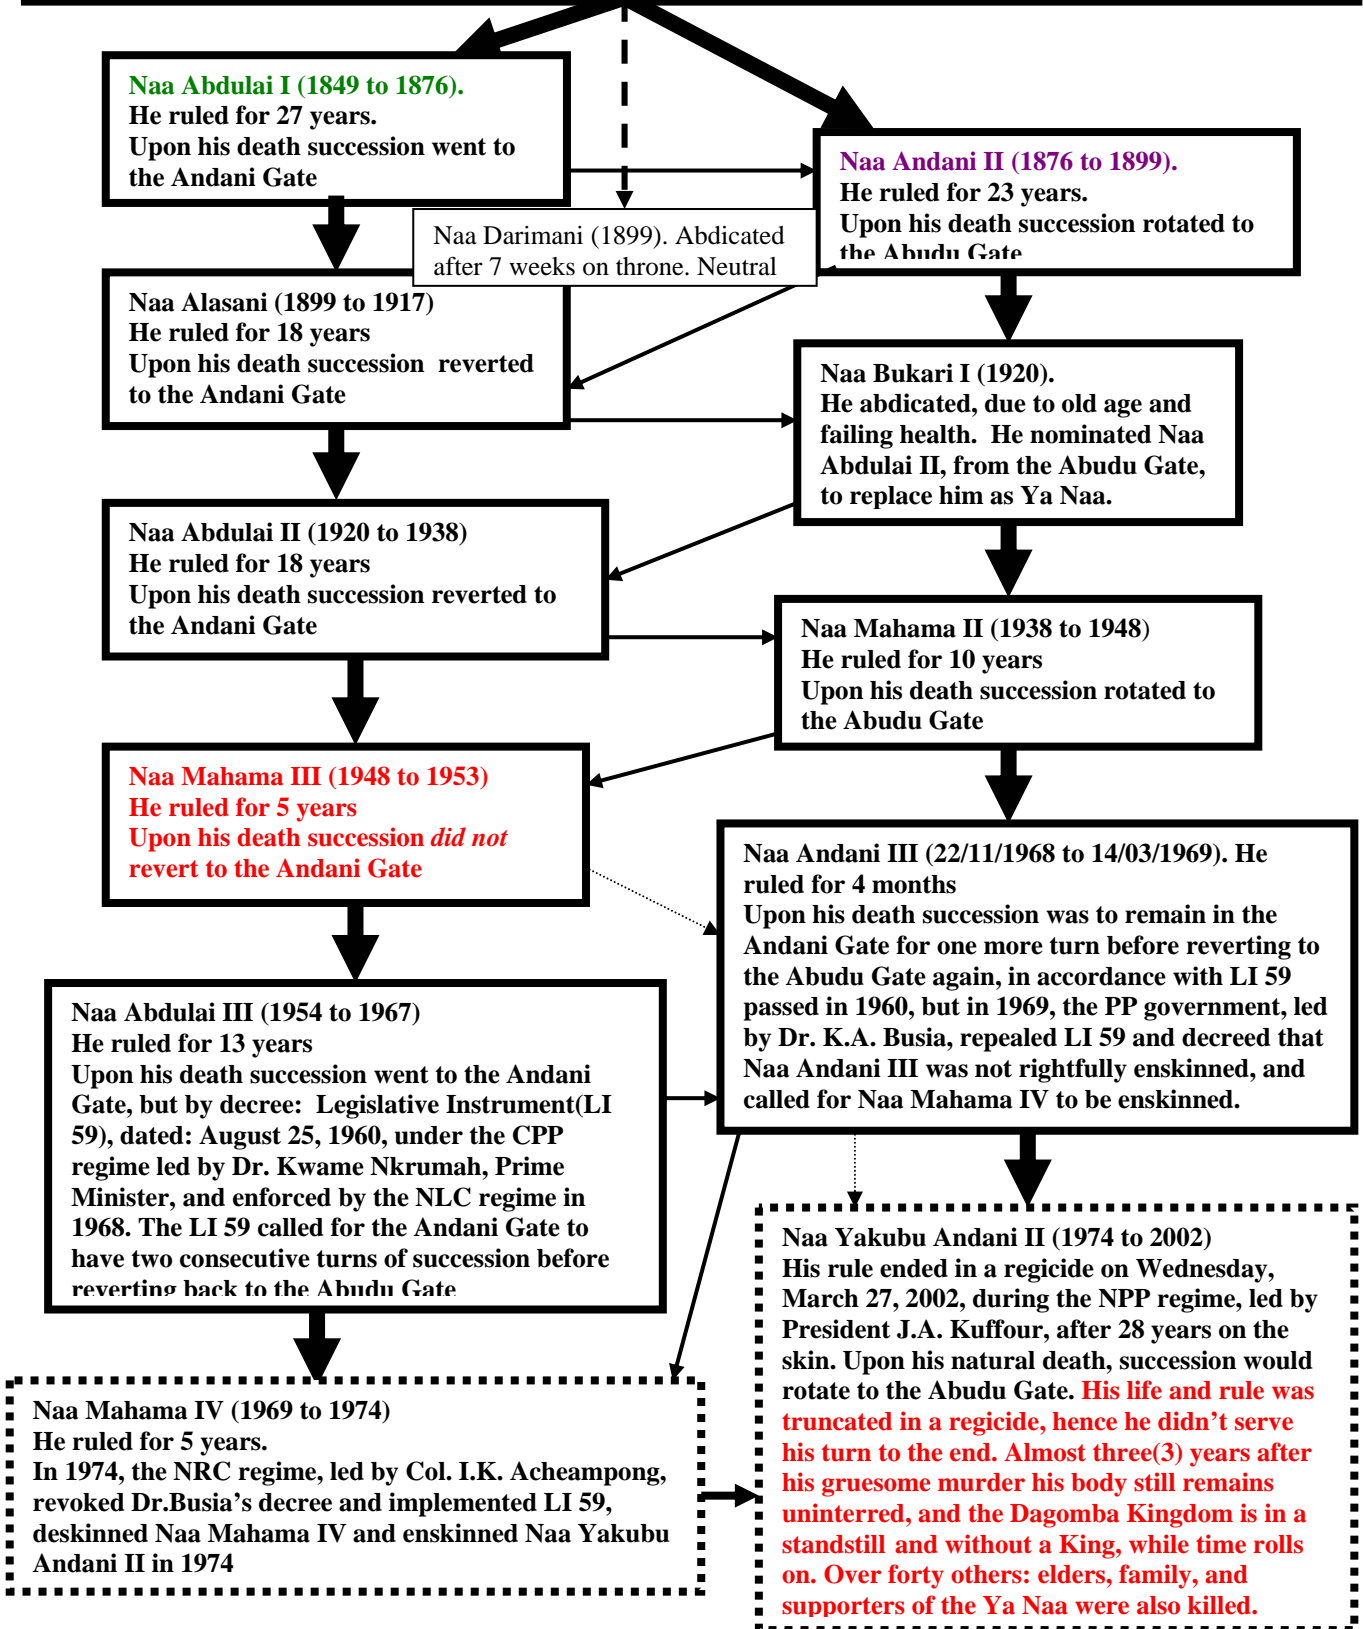 Naa Abdulai I (1849 to 1876).
He ruled for 27 years.
Upon his death succession went to
the Andani Gate
Naa Andani II (1876 to 1899).
He ruled for 23 years.
Upon his death succession rotated to
the Abudu Gate
Naa Darimani (1899). Abdicated
after 7 weeks on throne. Neutral
Naa Alasani (1899 to 1917)
He ruled for 18 years
Upon his death succession reverted
to the Andani Gate
Naa Bukari I (1920).
He abdicated, due to old age and
failing health. He nominated Naa
Abdulai II, from the Abudu Gate,
to replace him as Ya Naa.
Naa Abdulai II (1920 to 1938)
He ruled for 18 years
Upon his death succession reverted to
the Andani Gate
Naa Mahama II (1938 to 1948)
He ruled for 10 years
Upon his death succession rotated to
the Abudu Gate
Naa Mahama III (1948 to 1953)
He ruled for 5 years
Upon his death succession did not
revert to the Andani Gate
Naa Andani III (22/11/1968 to 14/03/1969). He
ruled for 4 months
Upon his death succession was to remain in the
Andani Gate for one more turn before reverting to
the Abudu Gate again, in accordance with LI 59
passed in 1960, but in 1969, the PP government, led
by Dr. K.A. Busia, repealed LI 59 and decreed that
Naa Andani III was not rightfully enskinned, and
called for Naa Mahama IV to be enskinned.
Naa Abdulai III (1954 to 1967)
He ruled for 13 years
Upon his death succession went to the Andani
Gate, but by decree: Legislative Instrument(LI
59), dated: August 25, 1960, under the CPP
regime led by Dr. Kwame Nkrumah, Prime
Minister, and enforced by the NLC regime in
1968. The LI 59 called for the Andani Gate to
have two consecutive turns of succession before
reverting back to the Abudu Gate
Naa Yakubu Andani II (1974 to 2002)
His rule ended in a regicide on Wednesday,
March 27, 2002, during the NPP regime, led by
President J.A. Kuffour, after 28 years on the
skin. Upon his natural death, succession would
rotate to the Abudu Gate. His life and rule was
truncated in a regicide, hence he didn’t serve
his turn to the end. Almost three(3) years after
his gruesome murder his body still remains
uninterred, and the Dagomba Kingdom is in a
standstill and without a King, while time rolls
on. Over forty others: elders, family, and
supporters of the Ya Naa were also killed.
Naa Mahama IV (1969 to 1974)
He ruled for 5 years.
In 1974, the NRC regime, led by Col. I.K. Acheampong,
revoked Dr.Busia’s decree and implemented LI 59,
deskinned Naa Mahama IV and enskinned Naa Yakubu
Andani II in 1974